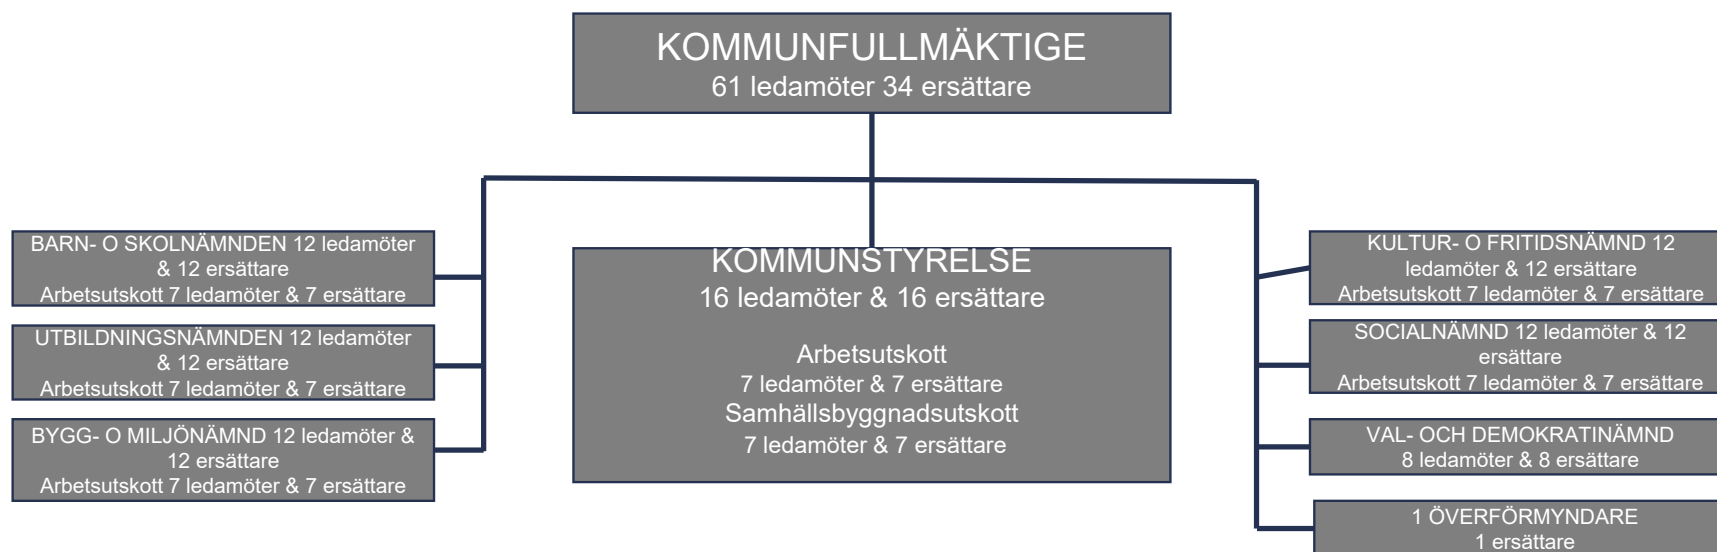 KOMMUNFULLMÄKTIGE
61 ledamöter 34 ersättare
BARN- O SKOLNÄMNDEN 12 ledamöter
& 12 ersättare
Arbetsutskott 7 ledamöter & 7 ersättare
UTBILDNINGSNÄMNDEN 12 ledamöter
& 12 ersättare
Arbetsutskott 7 ledamöter & 7 ersättare
BYGG- O MILJÖNÄMND 12 ledamöter &
12 ersättare
Arbetsutskott 7 ledamöter & 7 ersättare
KOMMUNSTYRELSE
16 ledamöter & 16 ersättare
Arbetsutskott
7 ledamöter & 7 ersättare
Samhällsbyggnadsutskott
7 ledamöter & 7 ersättare
KULTUR- O FRITIDSNÄMND 12
ledamöter & 12 ersättare
Arbetsutskott 7 ledamöter & 7 ersättare
SOCIALNÄMND 12 ledamöter & 12
ersättare
Arbetsutskott 7 ledamöter & 7 ersättare
VAL- OCH DEMOKRATINÄMND
8 ledamöter & 8 ersättare
1 ÖVERFÖRMYNDARE
1 ersättare